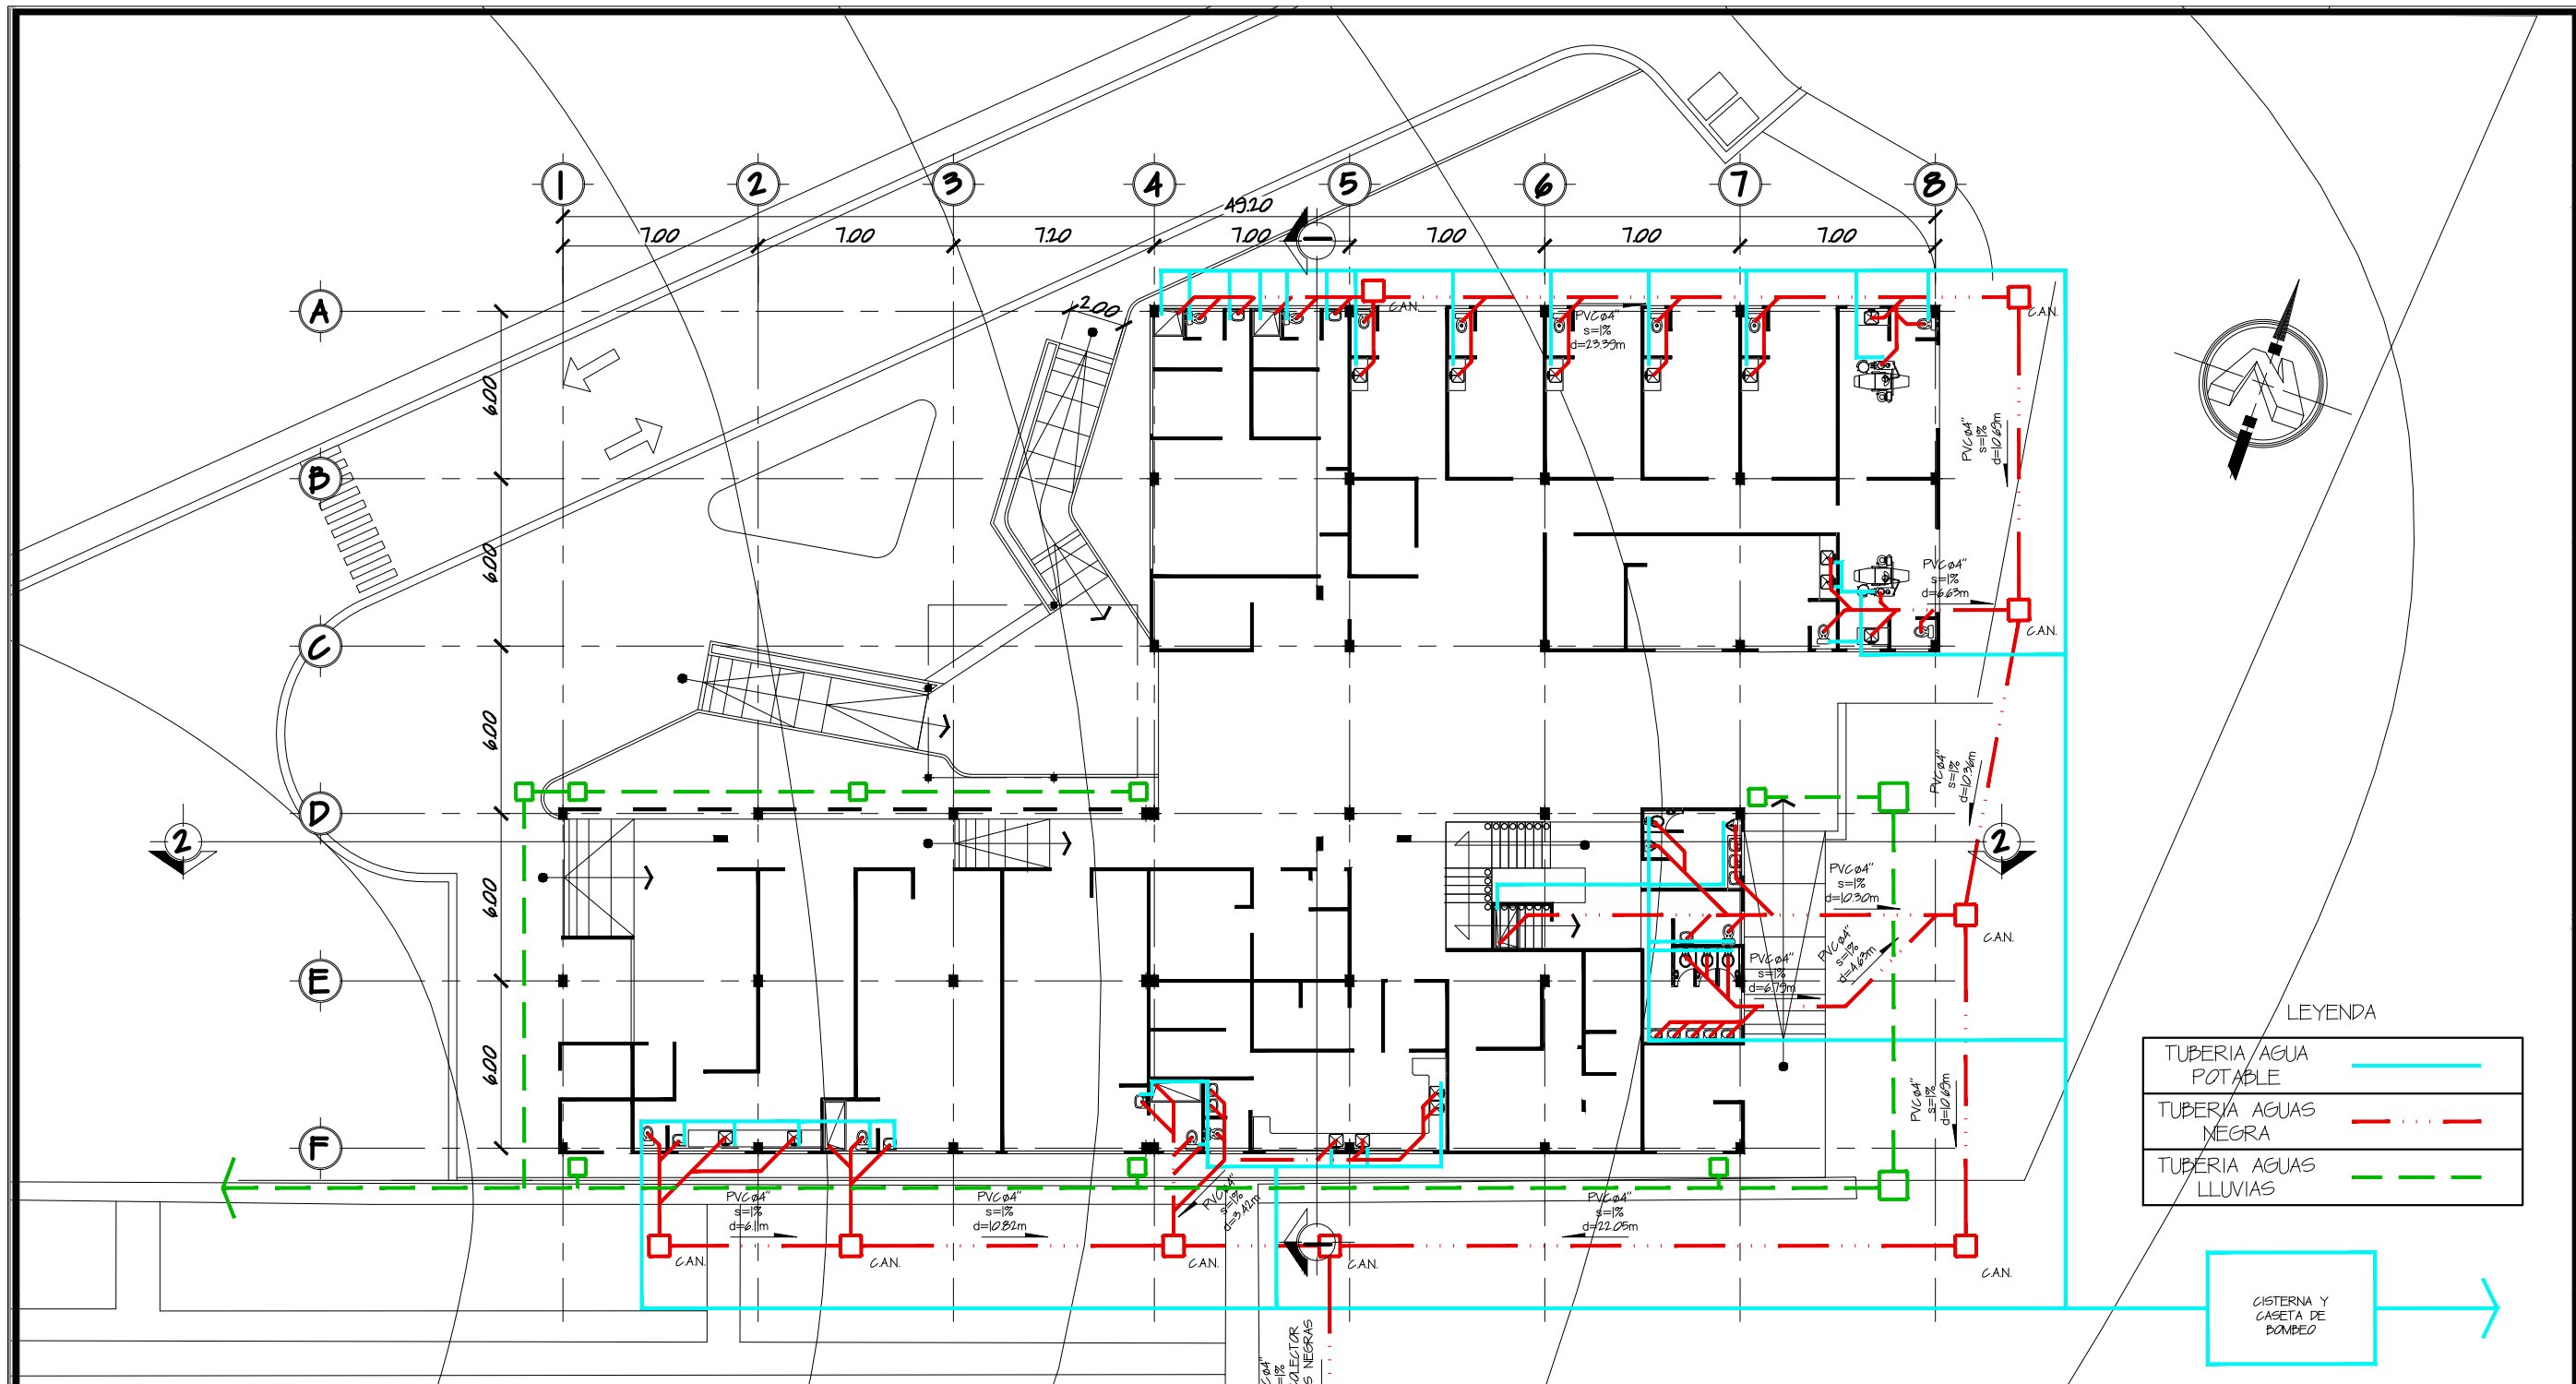 1 2 3 4 5 6 7 8
49.20
7.00 7.00 7.20 7.00 7.00 7.00 7.00
A
B
C
D
E
F
6.00
6.00
6.00
6.00
6.00
2.00
C.A.N.
PVCø4"
s=1%
d=23.39m
C.A.N.
PVCø4"
s=1%
d=10.69m
PVCø4"
s=1%
d=6.63m
C.A.N.
PVCø4"
s=1%
d=10.36m
2
2
PVCø4"
s=1%
d=10.30m
C.A.N.
PVCø4"
s=1%
d=4.63m
PVCø4"
s=1%
d=6.79m
PVCø4"
s=1%
d=10.69m
PVCø4"
s=1%
d=6.11m
PVCø4"
s=1%
d=10.82m
PVCø4"
s=1%
d=3.42m
PVCø4"
s=1%
d=22.05m
C.A.N.
C.A.N.
C.A.N.
C.A.N.
C.A.N.
LEYENDA
TUBERIA AGUA
POTABLE
TUBERIA AGUAS
NEGRA
TUBERIA AGUAS
LLUVIAS
CISTERNA Y
CASETA DE
BOMBEO
OLECTOR
S NEGRAS